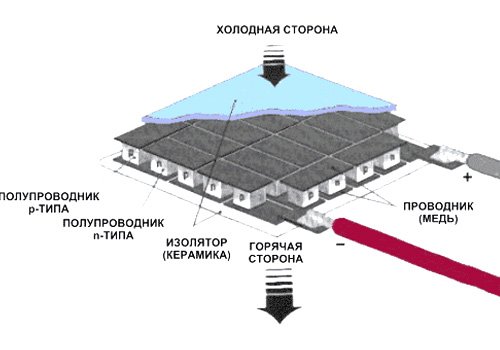 ХОЛОДНАЯ СТОРОНА
ПОЛУПРОВОДНИК
p-ТИПА
ПОЛУПРОВОДНИК
n-ТИПА
ИЗОЛЯТОР
(КЕРАМИКА)
ГОРЯЧАЯ
СТОРОНА
ПРОВОДНИК
(МЕДЬ)
+
–